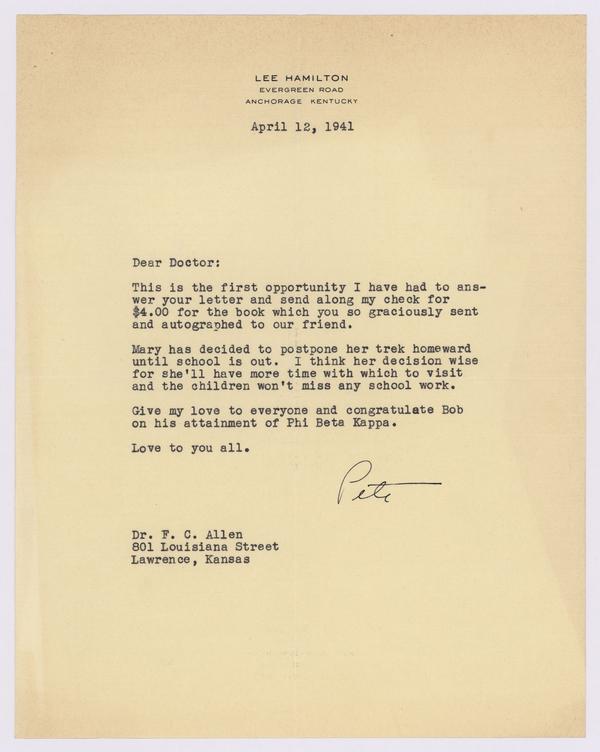 LEE HAMILTON
EVERGREEN ROAD
ANCHORAGE KENTUCKY
April 12, 1941
Dear Doctor:
This is the first opportunity I have had to ans-
wer your letter and send along my check for
$4.00 for the book which you so graciously sent
and autographed to our friend.
Mary has decided to postpone her trek homeward
until school is out. I think her decision wise
for she'll have more time with which to visit
and the children won't miss any school work.
Give my love to everyone and congratulate Bob
on his attainment of Phi Beta Kappa.
Love to you all.
Pete
Dr. F. C. Allen
801 Louisiana Street
Lawrence, Kansas